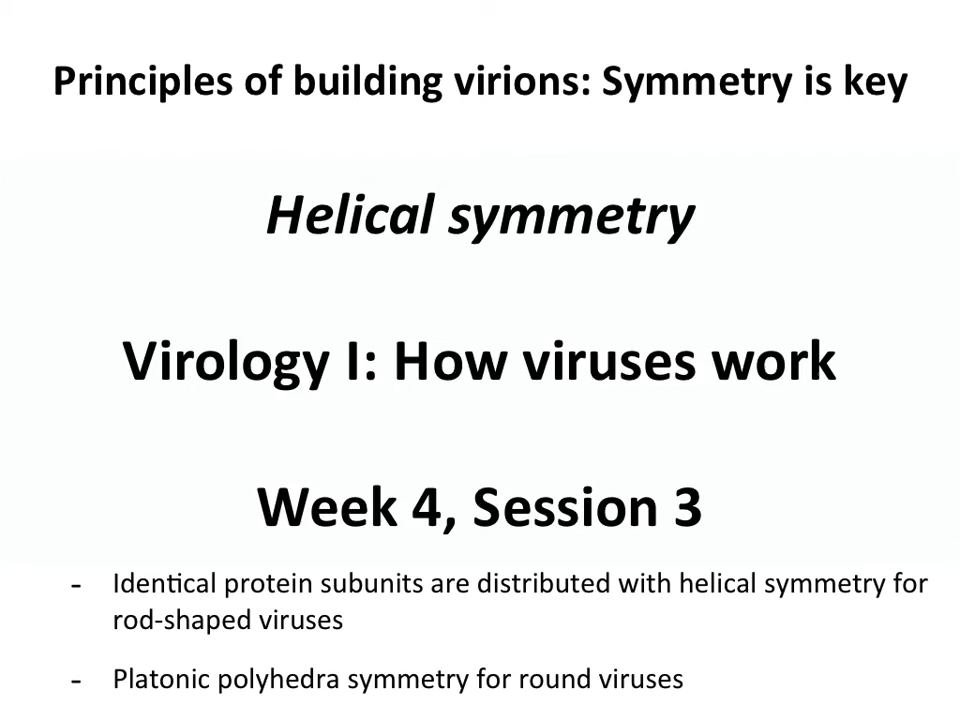 Principles of building virions: Symmetry is key
Helical symmetry
Virology I: How viruses work
Week 4, Session 3
- Identical protein subunits are distributed with helical symmetry for
rod-shaped viruses
- Platonic polyhedra symmetry for round viruses